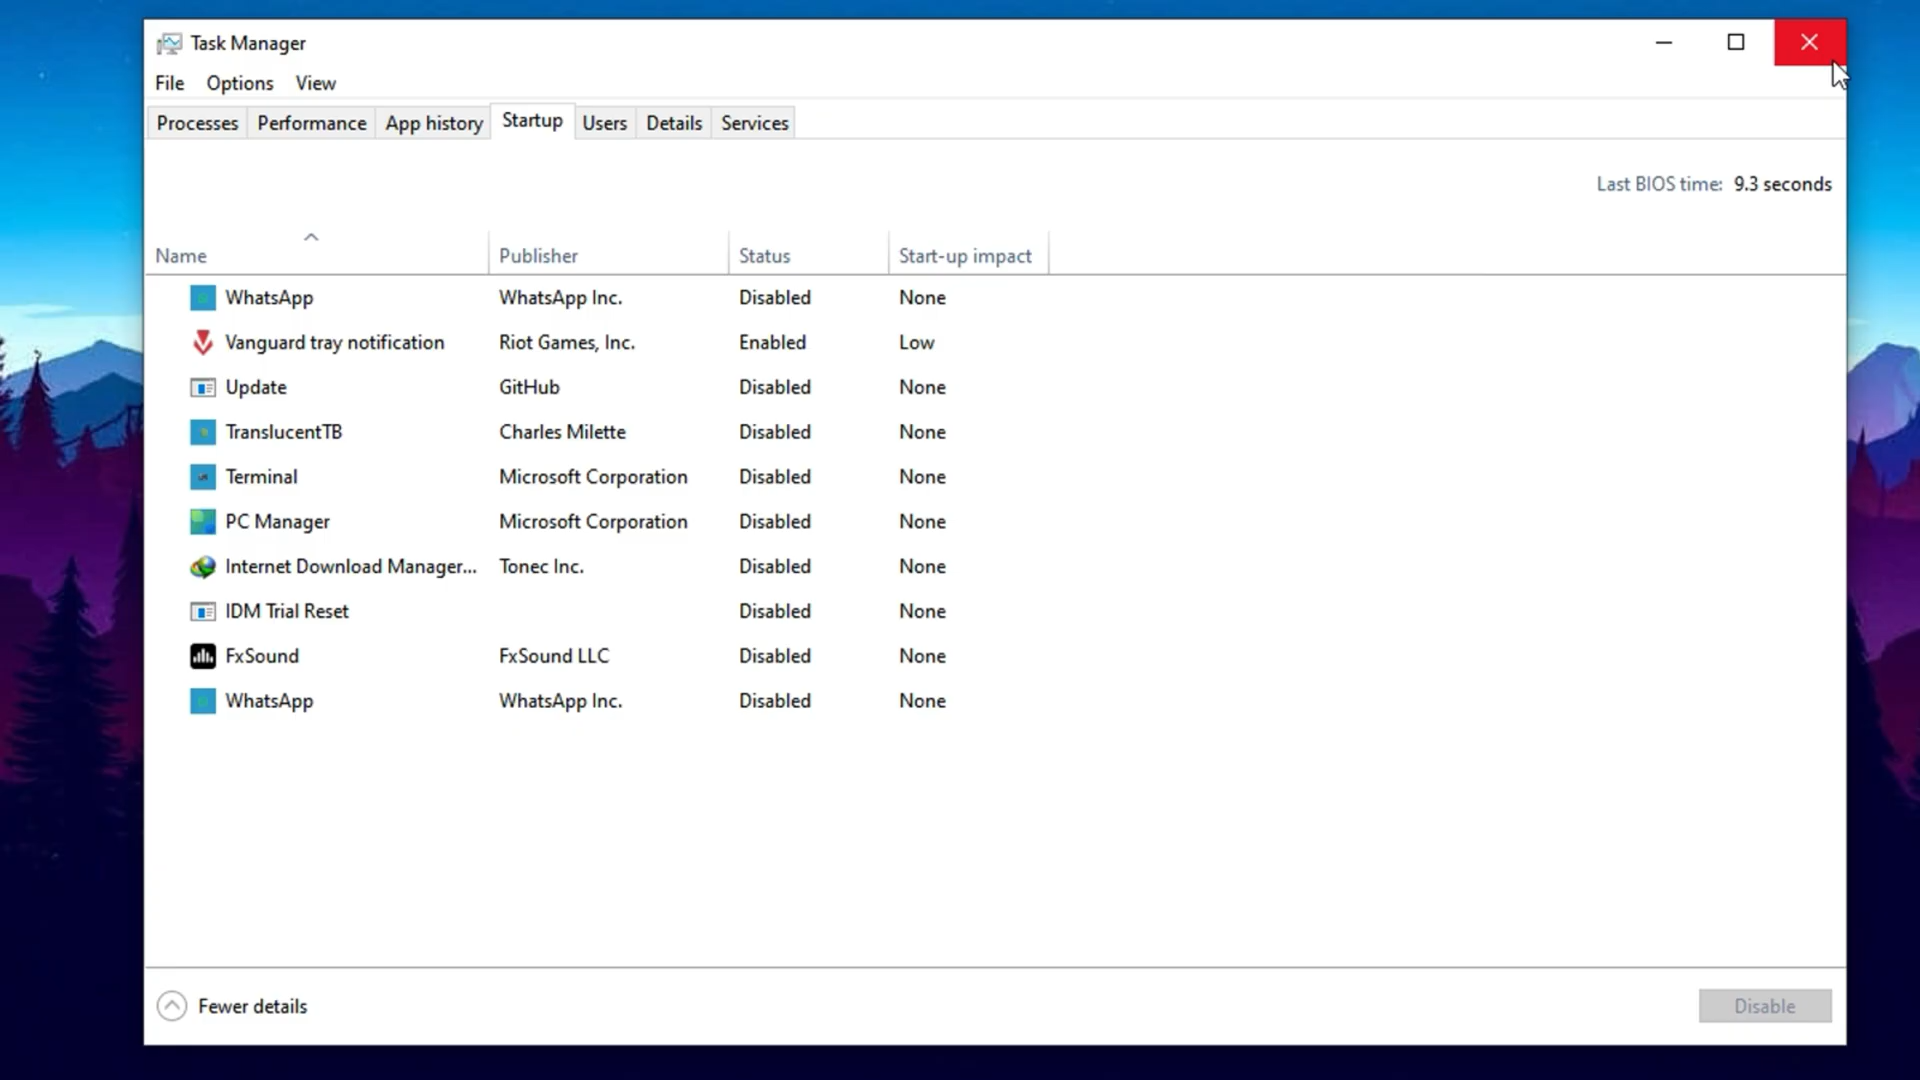 Task Manager
File Options View
Processes Performance App history Startup Users Details Services
Last BIOS time: 9.3 seconds
Name Publisher Status Start-up impact
WhatsApp WhatsApp Inc. Disabled None
Vanguard tray notification Riot Games, Inc. Enabled Low
Update GitHub Disabled None
TranslucentTB Charles Milette Disabled None
Terminal Microsoft Corporation Disabled None
PC Manager Microsoft Corporation Disabled None
Internet Download Manager... Tonec Inc. Disabled None
IDM Trial Reset Disabled None
FxSound FxSound LLC Disabled None
WhatsApp WhatsApp Inc. Disabled None
Fewer details Disable